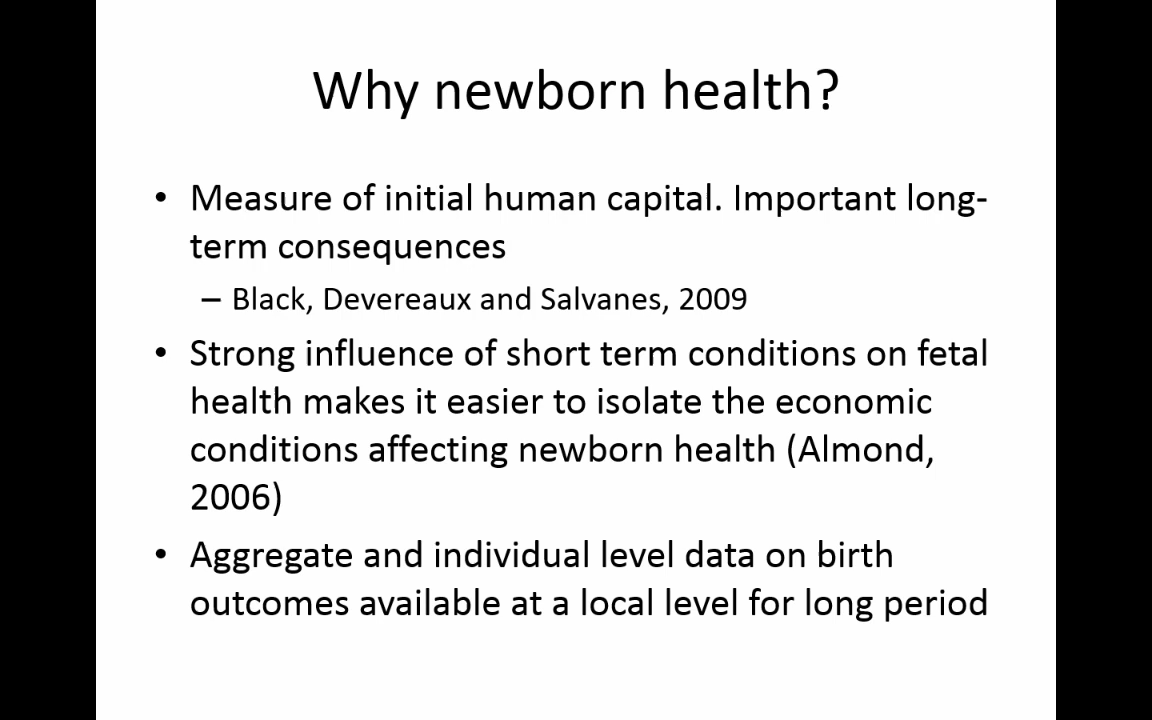 Why newborn health?
• Measure of initial human capital. Important long-
term consequences
– Black, Devereaux and Salvanes, 2009
• Strong influence of short term conditions on fetal
health makes it easier to isolate the economic
conditions affecting newborn health (Almond,
2006)
• Aggregate and individual level data on birth
outcomes available at a local level for long period